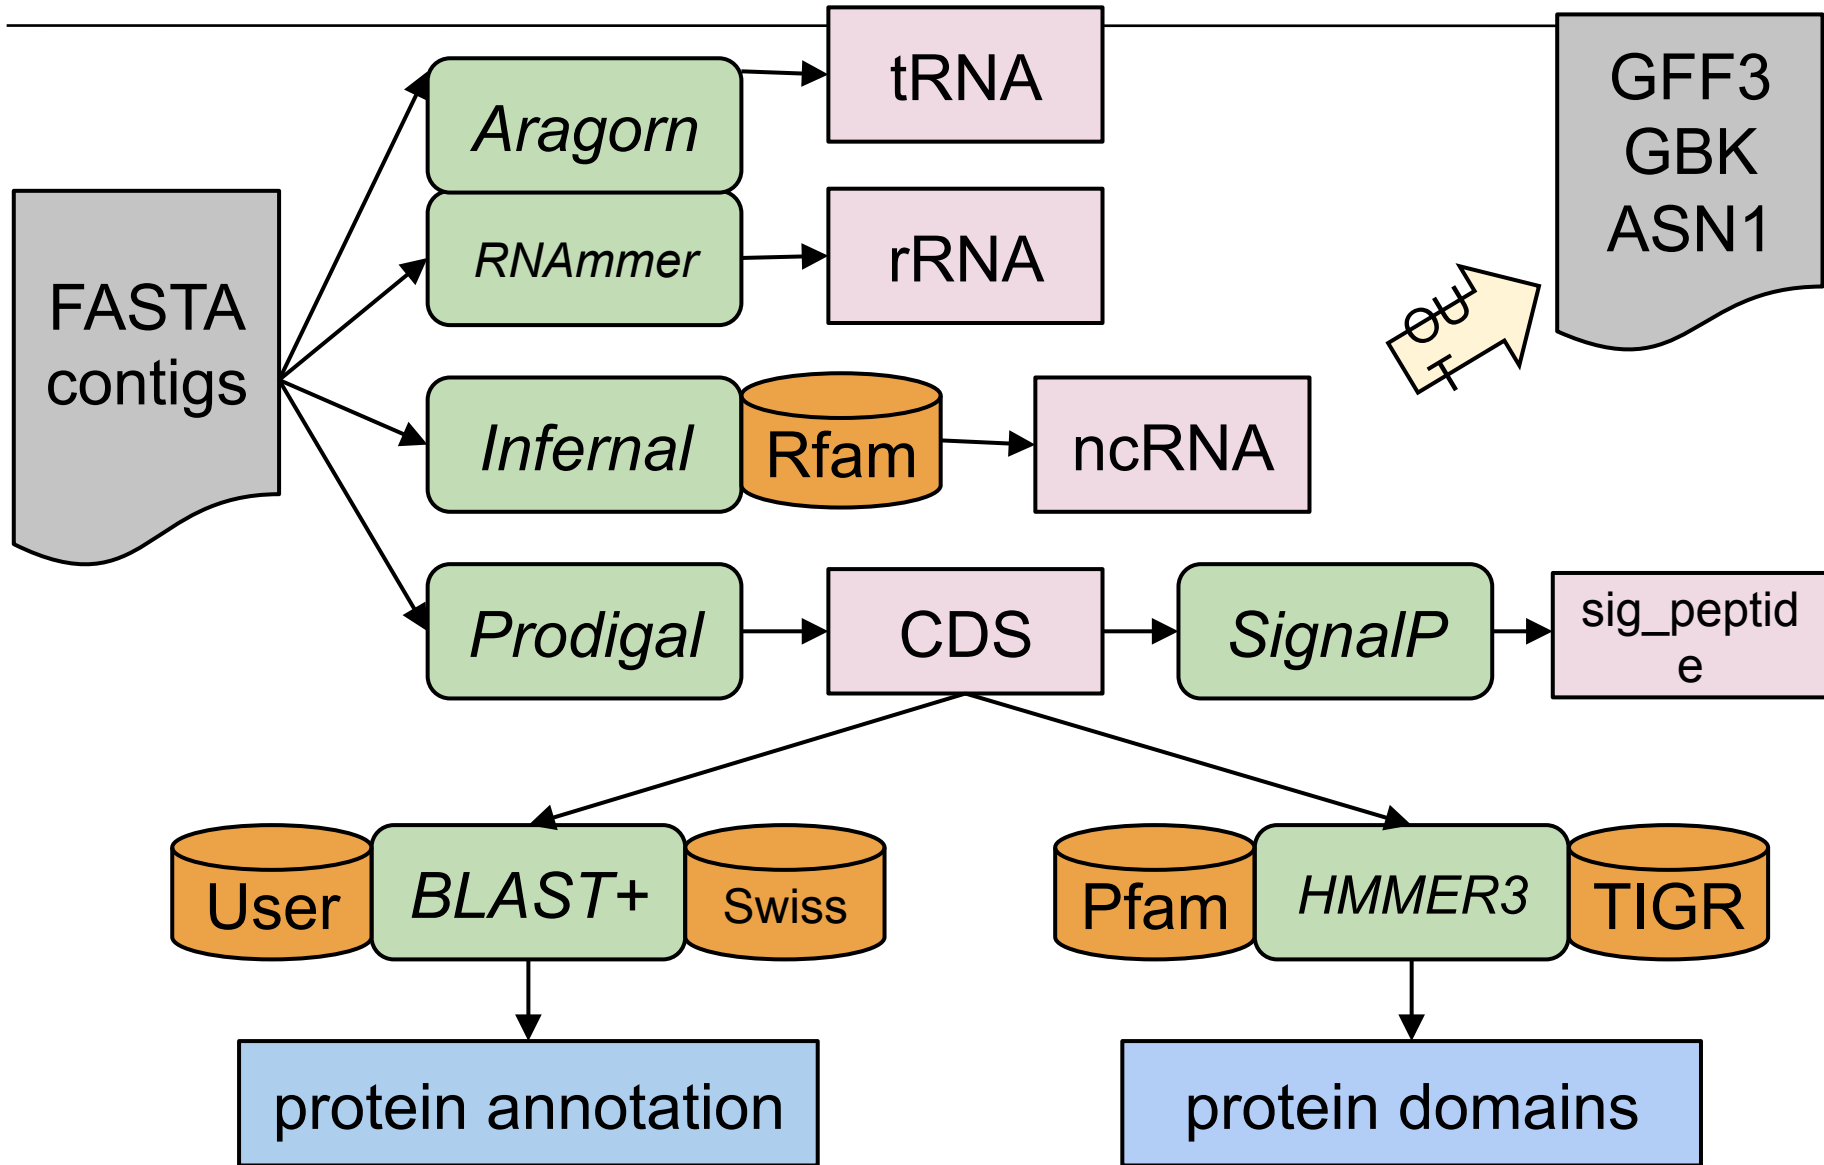 tRNA
GFF3
GBK
ASN1
Aragorn
RNAmmer
rRNA
FASTA
contigs
OU
T
Infernal
Rfam
ncRNA
Prodigal
CDS
SignalP
sig_peptid
e
User
BLAST+
Swiss
Pfam
HMMER3
TIGR
protein annotation
protein domains